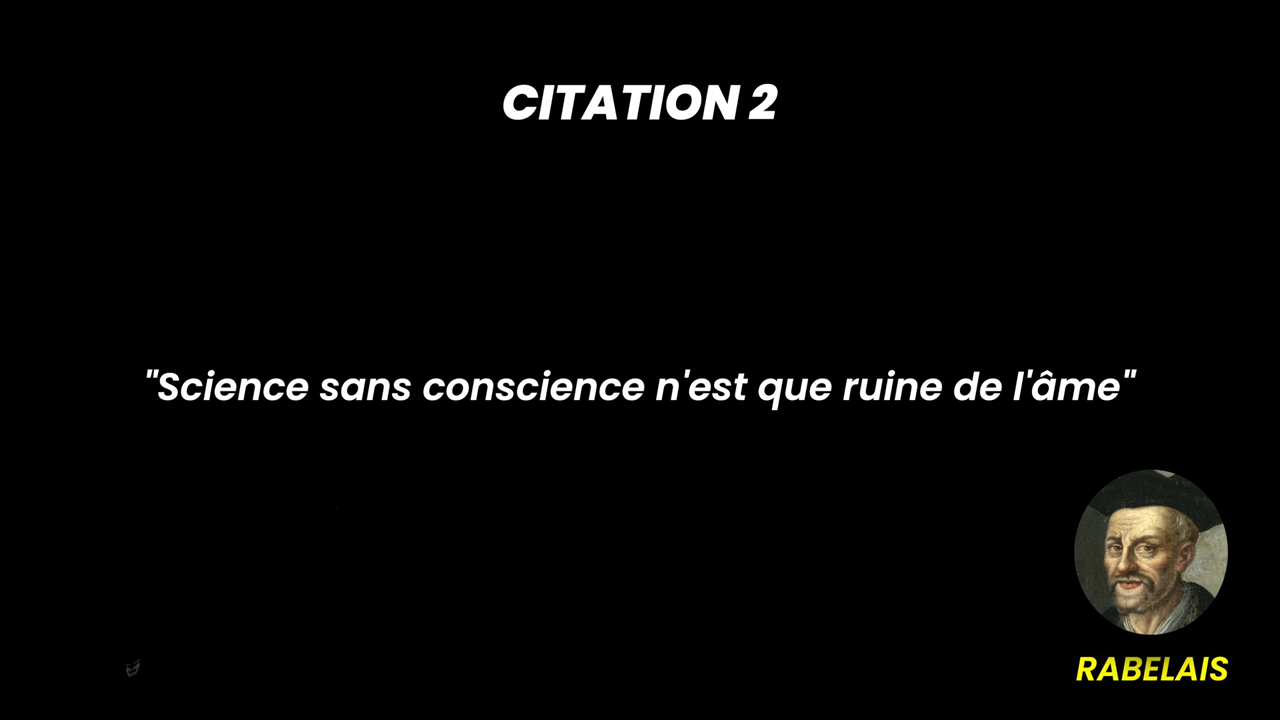 CITATION 2
"Science sans conscience n'est que ruine de l'âme"
RABELAIS